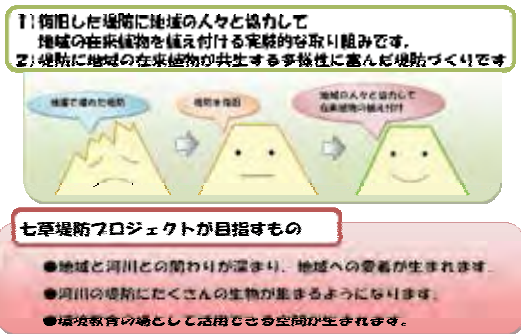 1)復旧した堤防に地域の人々と協力して
地域の在来植物を植え付ける実験的な取り組みです。
2)堤防に地域の在来植物が共生する多様性に富んだ堤防づくりです
地震で壊れた堤防
堤防を復旧
地域の人々と協力して
在来植物の植え付け
七草堤防プロジェクトが目指すもの
●地域と河川との関わりが深まり、地域への愛着が生まれます。
●河川の堤防にたくさんの生物が集まるようになります。
●環境教育の場として活用できる空間が生まれます。